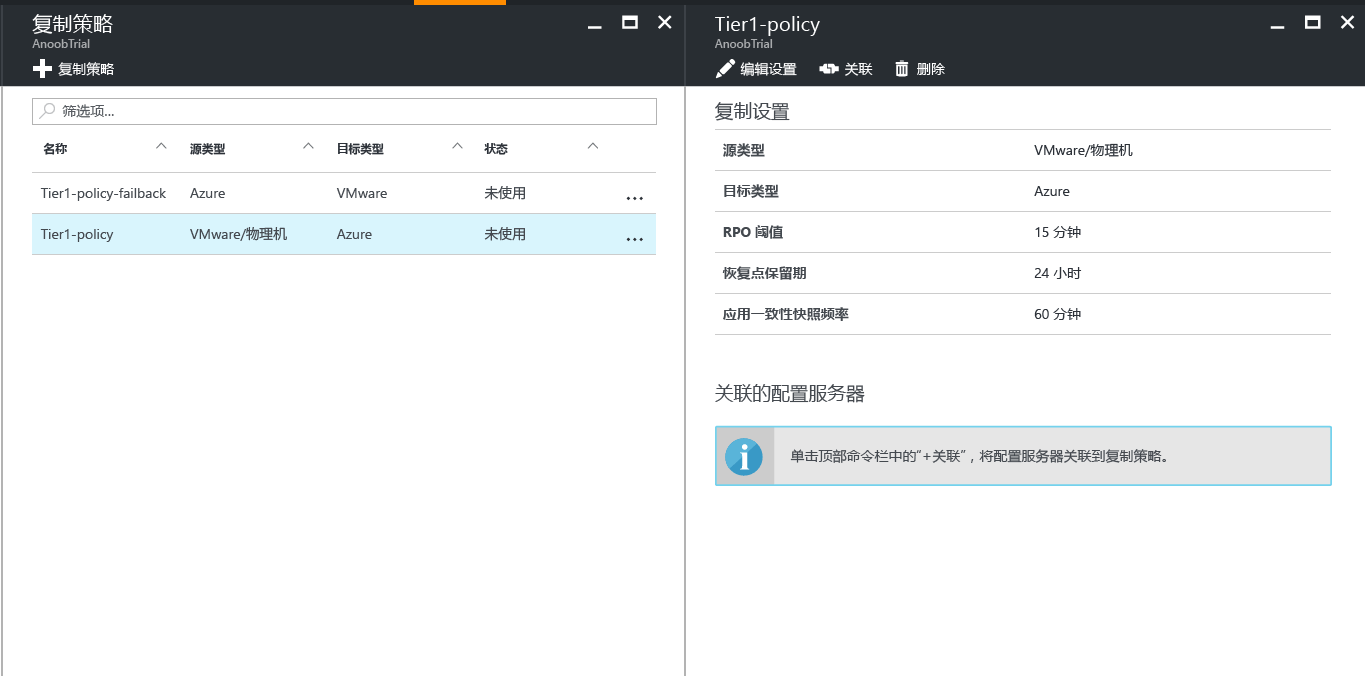 复制策略
AnoobTrial
复制策略
筛选项...
名称 源类型 目标类型 状态
Tier1-policy-failback Azure VMware 未使用 ...
Tier1-policy VMware/物理机 Azure 未使用 ...
Tier1-policy
AnoobTrial
编辑设置 关联 删除
复制设置
源类型 VMware/物理机
目标类型 Azure
RPO 阈值 15 分钟
恢复点保留期 24 小时
应用一致性快照频率 60 分钟
关联的配置服务器
单击顶部命令栏中的“+关联”，将配置服务器关联到复制策略。